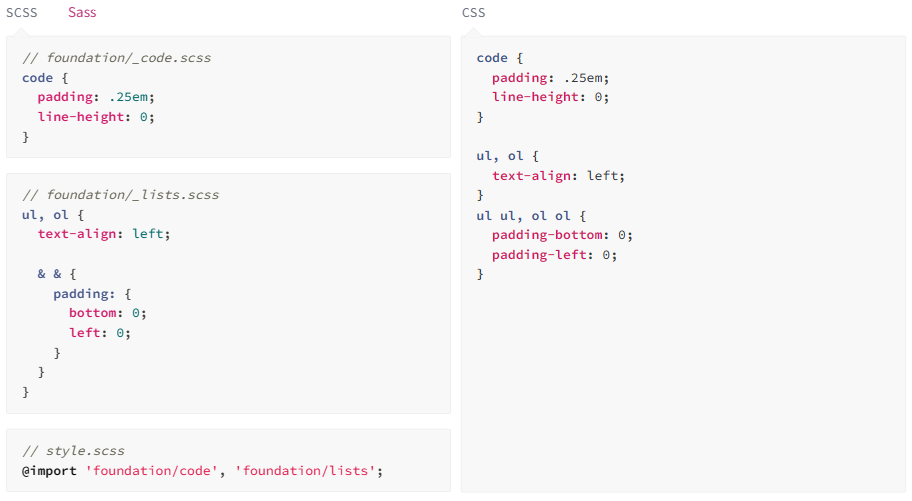 SCSS Sass
// foundation/_code.scss
code {
  padding: .25em;
  line-height: 0;
}
// foundation/_lists.scss
ul, ol {
  text-align: left;

  & & {
    padding: {
      bottom: 0;
      left: 0;
    }
  }
}
// style.scss
@import 'foundation/code', 'foundation/lists';
CSS
code {
  padding: .25em;
  line-height: 0;
}

ul, ol {
  text-align: left;
}
ul ul, ol ol {
  padding-bottom: 0;
  padding-left: 0;
}